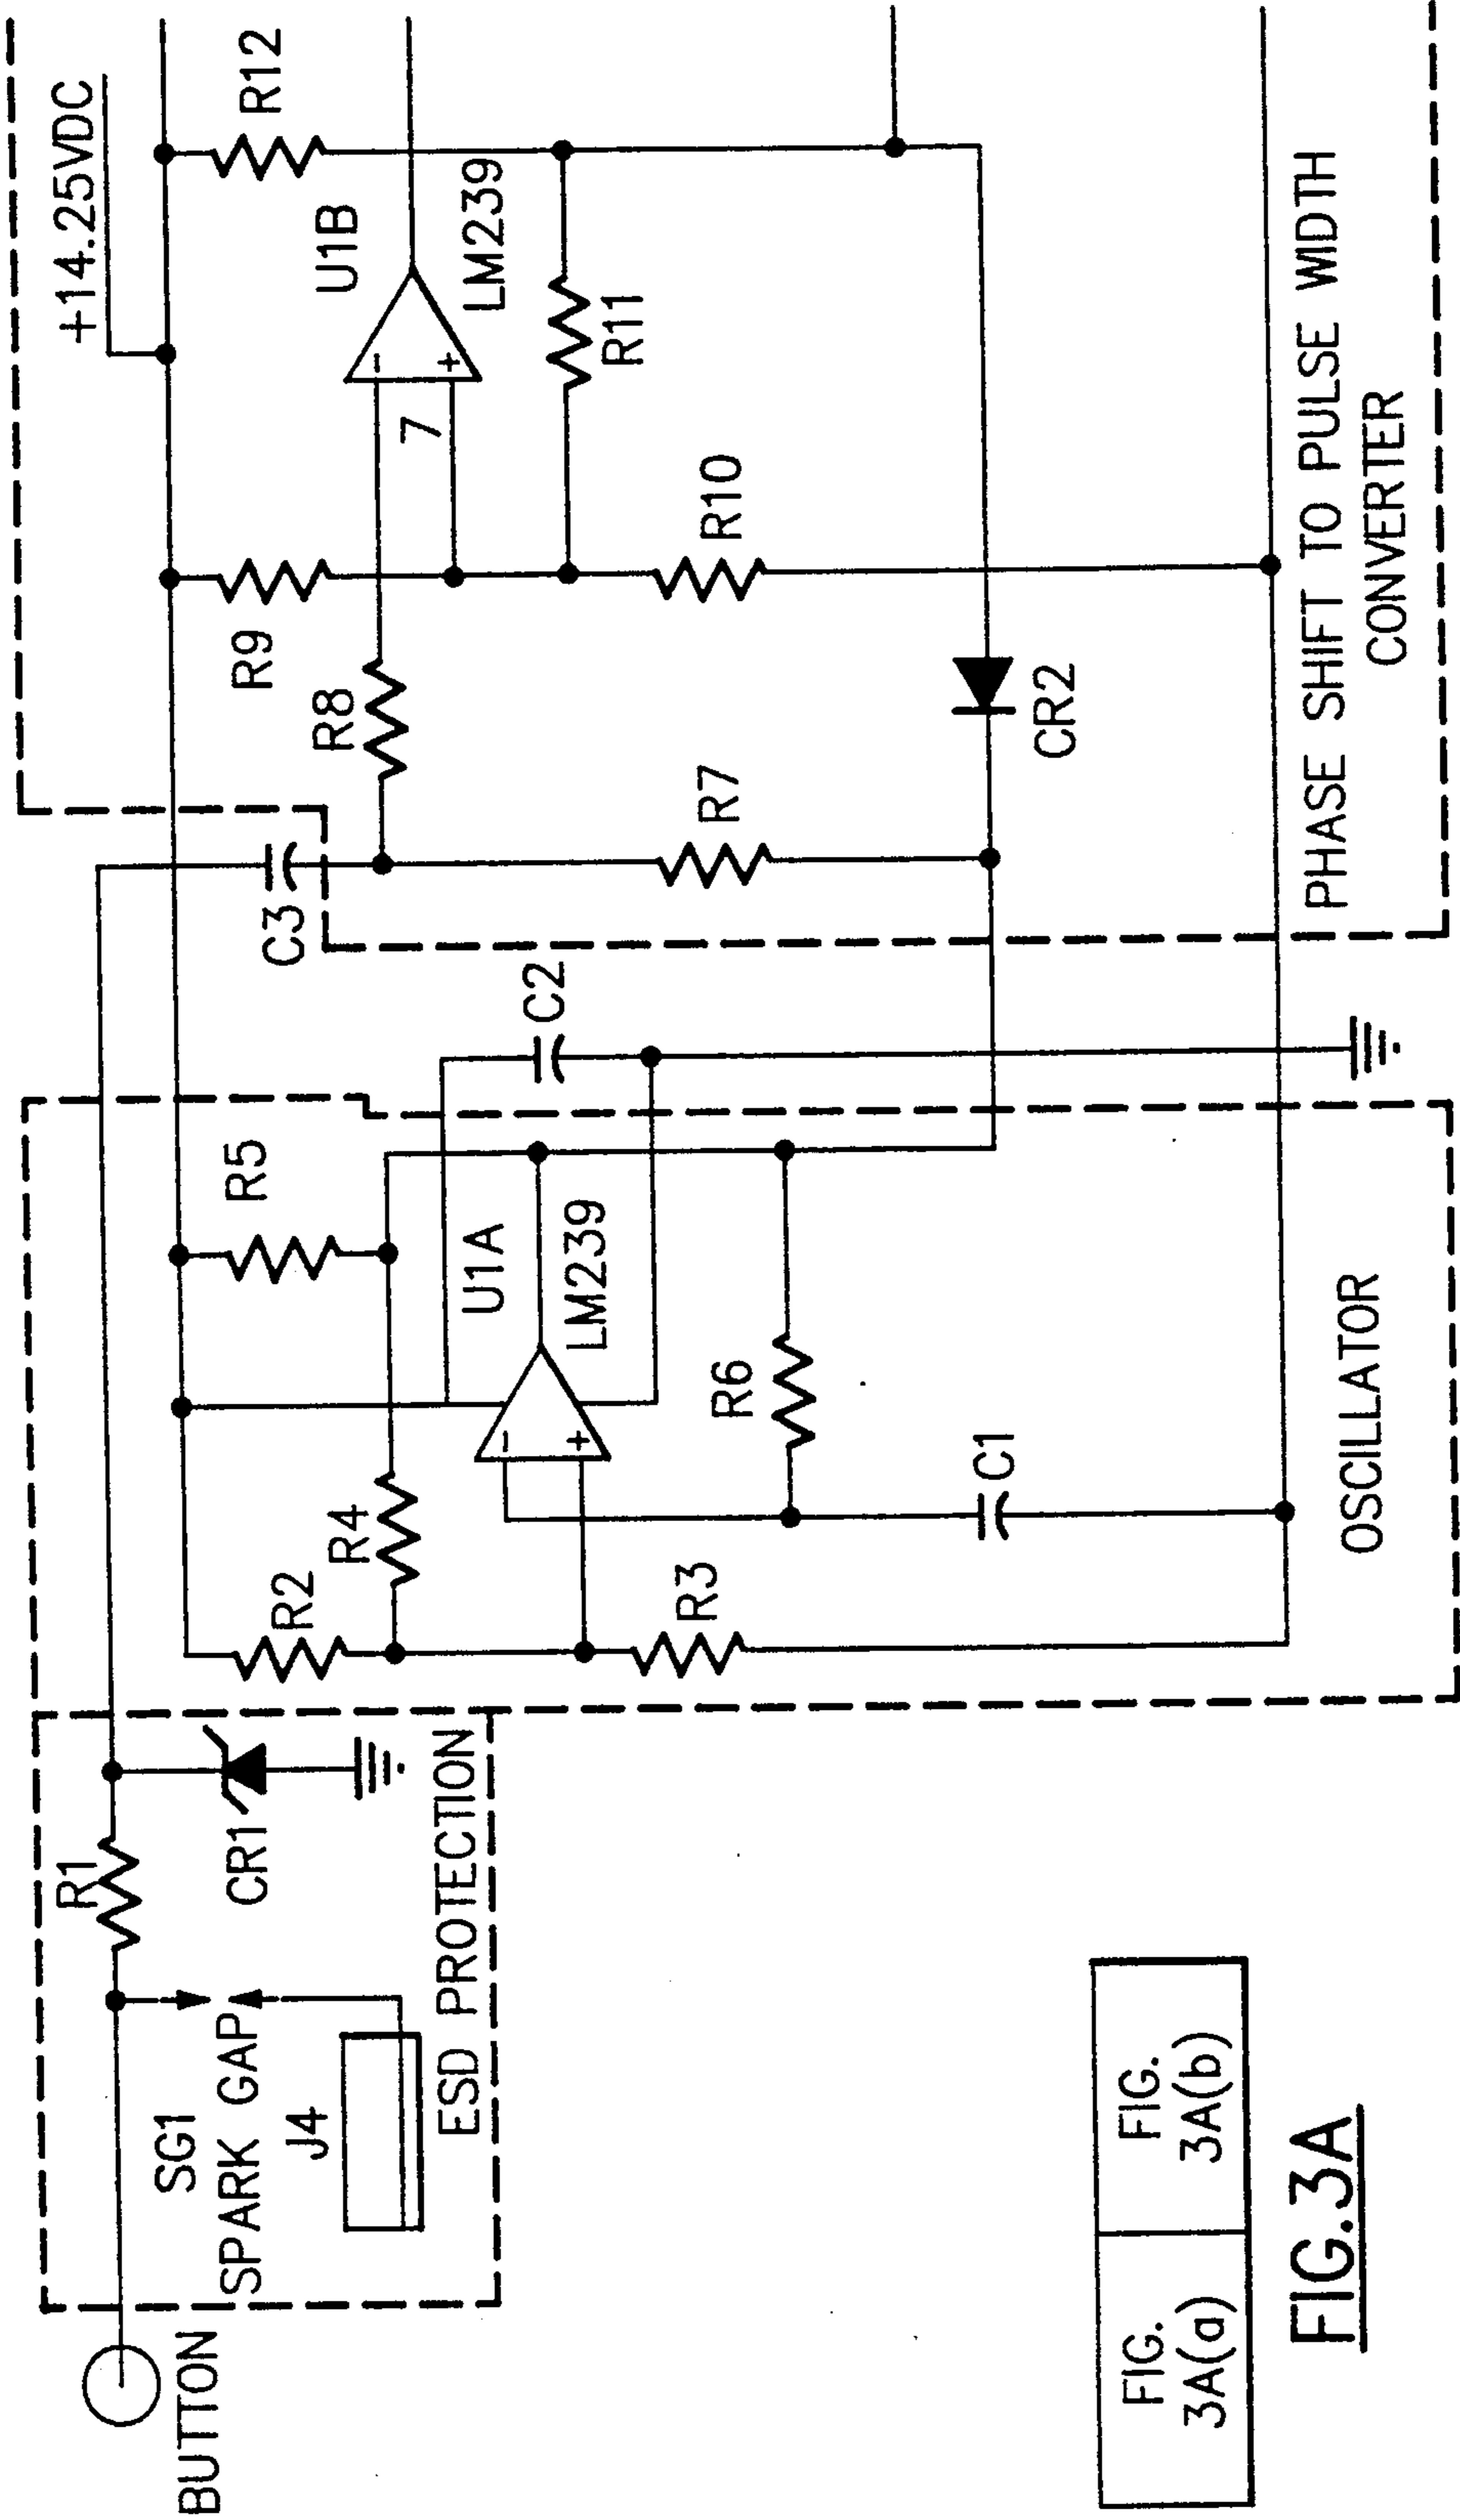 +14.25VDC
R1
R5
C3
R9
R12
SG1
SPARK GAP
CR1
R2
R4
R8
U1B
J4
-
7
+
LM239
ESD PROTECTION
U1A
-
+
LM239
C2
R11
BUTTON
R3
R6
R7
R10
C1
CR2
OSCILLATOR
PHASE SHIFT TO PULSE WIDTH
CONVERTER
FIG.
3A(a)
FIG.
3A(b)
FIG.3A